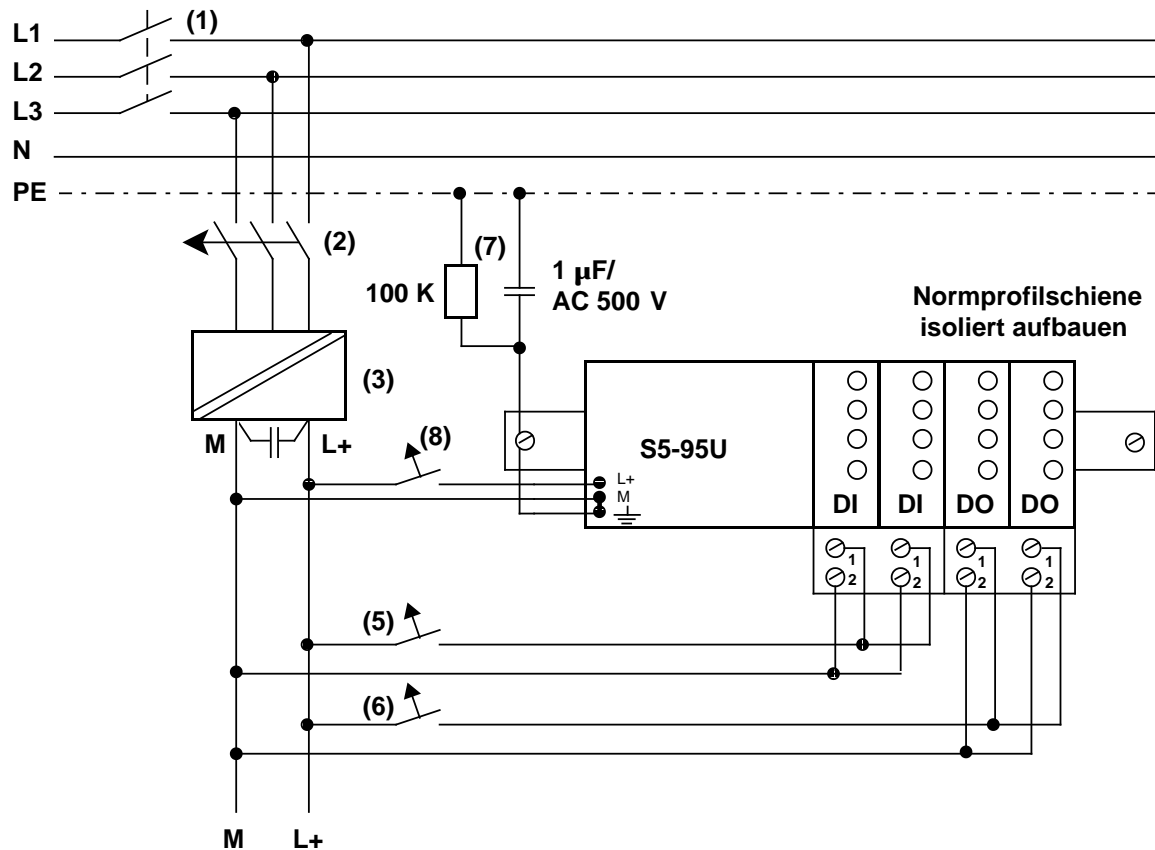 L1
(1)
L2
L3
N
PE
(2)
(7)
100 K
1 µF/
AC 500 V
Normprofilschiene
isoliert aufbauen
(3)
M
L+
(8)
S5-95U
L+
M
DI
DI
DO
DO
1
1
1
1
2
2
2
2
(5)
(6)
M
L+